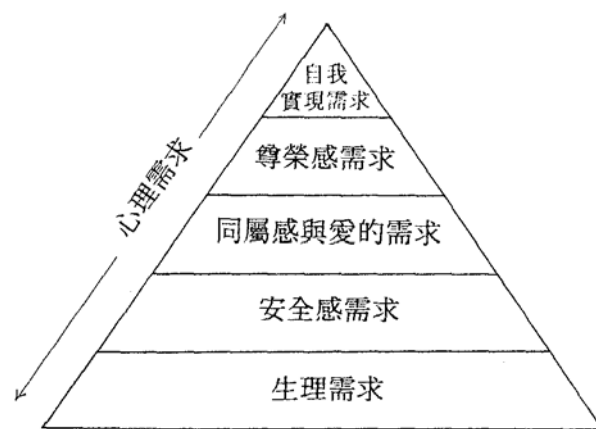 自我
實現需求
尊榮感需求
同屬感與愛的需求
安全感需求
生理需求
心理需求